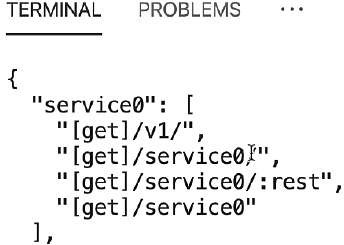 TERMINAL PROBLEMS ...
{
"service0": [
"[get]/v1/",
"[get]/service0/",
"[get]/service0/:rest",
"[get]/service0"
],